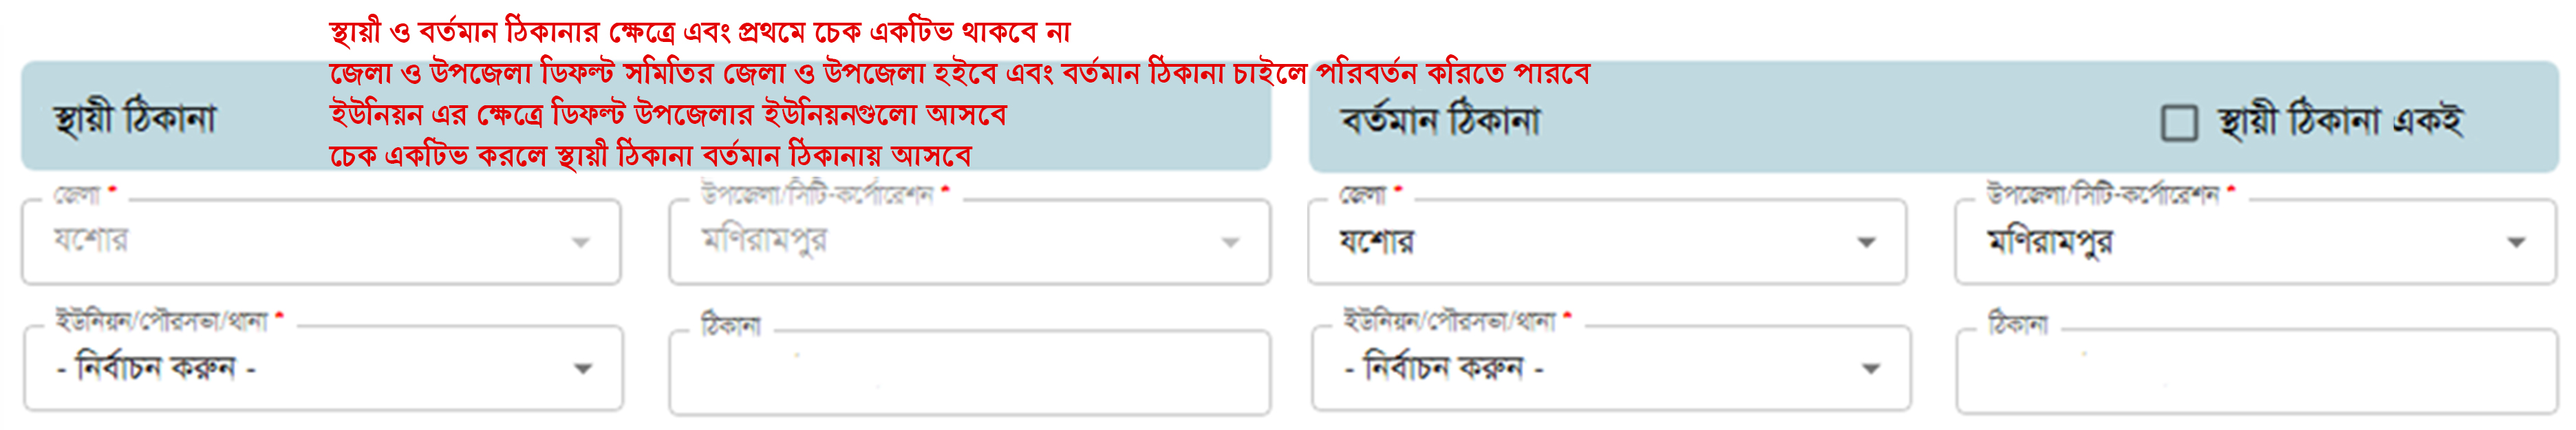 স্থায়ী ও বর্তমান ঠিকানার ক্ষেত্রে এবং প্রথমে চেক একটিভ থাকবে না
জেলা ও উপজেলা ডিফল্ট সমিতির জেলা ও উপজেলা হইবে এবং বর্তমান ঠিকানা চাইলে পরিবর্তন করিতে পারবে
ইউনিয়ন এর ক্ষেত্রে ডিফল্ট উপজেলার ইউনিয়নগুলো আসবে
চেক একটিভ করলে স্থায়ী ঠিকানা বর্তমান ঠিকানায় আসবে
স্থায়ী ঠিকানা
বর্তমান ঠিকানা স্থায়ী ঠিকানা একই
জেলা * উপজেলা/সিটি-কর্পোরেশন * জেলা * উপজেলা/সিটি-কর্পোরেশন *
যশোর মণিরামপুর যশোর মণিরামপুর
ইউনিয়ন/পৌরসভা/থানা * ঠিকানা ইউনিয়ন/পৌরসভা/থানা * ঠিকানা
- নির্বাচন করুন - - নির্বাচন করুন -